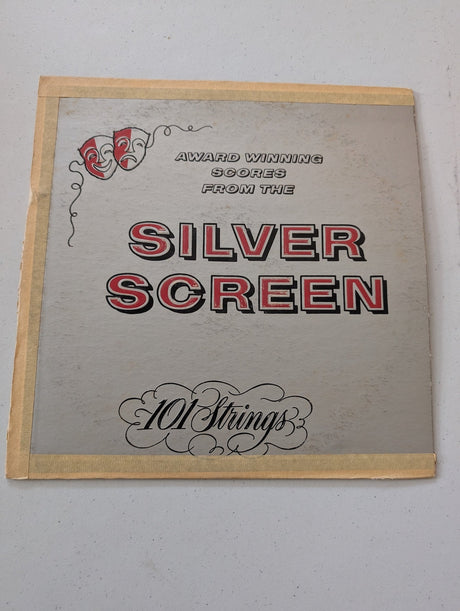 AWARD WINNING
SCORES
FROM THE
SILVER
SCREEN
101 Strings